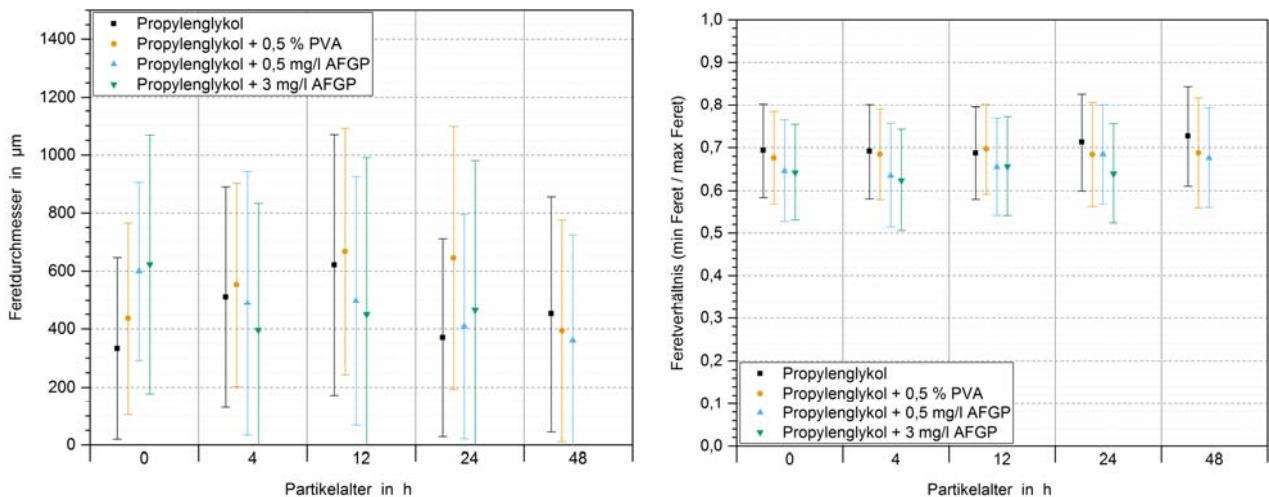 1400
1200
1000
800
600
400
200
0
Feretdurchmesser in µm
Propylenglykol
Propylenglykol + 0,5 % PVA
Propylenglykol + 0,5 mg/l AFGP
Propylenglykol + 3 mg/l AFGP
0 4 12 24 48
Partikelalter in h
1,0
0,9
0,8
0,7
0,6
0,5
0,4
0,3
0,2
0,1
0,0
Feretverhältnis (min Feret / max Feret)
Propylenglykol
Propylenglykol + 0,5 % PVA
Propylenglykol + 0,5 mg/l AFGP
Propylenglykol + 3 mg/l AFGP
0 4 12 24 48
Partikelalter in h